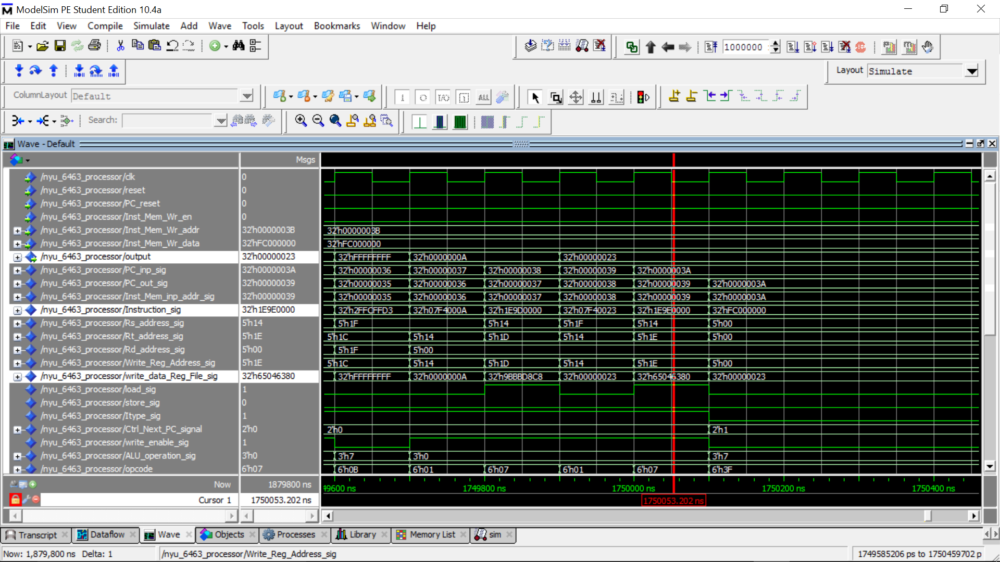 ModelSim PE Student Edition 10.4a
File Edit View Compile Simulate Add Wave Tools Layout Bookmarks Window Help
1000000
Layout Simulate
ColumnLayout Default
ALL
Search:
Wave - Default
Msgs
/nyu_6463_processor/clk 0
/nyu_6463_processor/reset 0
/nyu_6463_processor/PC_reset 0
/nyu_6463_processor/Inst_Mem_Wr_en 0
/nyu_6463_processor/Inst_Mem_Wr_addr 32'h0000003B 32'h0000003B
/nyu_6463_processor/Inst_Mem_Wr_data 32'hFC000000 32'hFC000000
/nyu_6463_processor/output 32'h00000023 32'hFFFFFFFF 32'h0000000A 32'h00000023
/nyu_6463_processor/PC_inp_sig 32'h0000003A 32'h00000036 32'h00000037 32'h00000038 32'h00000039 32'h0000003A
/nyu_6463_processor/PC_out_sig 32'h00000039 32'h00000035 32'h00000036 32'h00000037 32'h00000038 32'h00000039 32'h0000003A
/nyu_6463_processor/Inst_Mem_inp_addr_sig 32'h00000039 32'h00000035 32'h00000036 32'h00000037 32'h00000038 32'h00000039 32'h0000003A
/nyu_6463_processor/Instruction_sig 32'h1E9E0000 32'h2FFCFFD3 32'h07F4000A 32'h1E9D0000 32'h07F40023 32'h1E9E0000 32'hFC000000
/nyu_6463_processor/Rs_address_sig 5'h14 5'h1F 5'h14 5'h1F 5'h14 5'h00
/nyu_6463_processor/Rt_address_sig 5'h1E 5'h1C 5'h14 5'h1D 5'h14 5'h1E 5'h00
/nyu_6463_processor/Rd_address_sig 5'h00 5'h1F 5'h00
/nyu_6463_processor/Write_Reg_Address_sig 5'h1E 5'h1C 5'h14 5'h1D 5'h14 5'h1E 5'h00
/nyu_6463_processor/write_data_Reg_File_sig 32'h65046380 32'hFFFFFFFF 32'h0000000A 32'h9BBBD8C8 32'h00000023 32'h65046380 32'h00000023
/nyu_6463_processor/load_sig 1
/nyu_6463_processor/store_sig 0
/nyu_6463_processor/Itype_sig 1
/nyu_6463_processor/Ctrl_Next_PC_signal 2'h0 2'h0 2'h1
/nyu_6463_processor/write_enable_sig 1
/nyu_6463_processor/ALU_operation_sig 3'h0 3'h7 3'h0 3'h7
/nyu_6463_processor/opcode 6'h07 6'h0B 6'h01 6'h07 6'h01 6'h07 6'h3F
Now 1879800 ns 49600 ns 1749800 ns 1750000 ns 1750200 ns 1750400 ns
Cursor 1 1750053.202 ns 1750053.202 ns
Transcript Dataflow Wave Objects Processes Library Memory List sim
Now: 1,879,800 ns Delta: 1 /nyu_6463_processor/Write_Reg_Address_sig 1749585206 ps to 1750459702 p